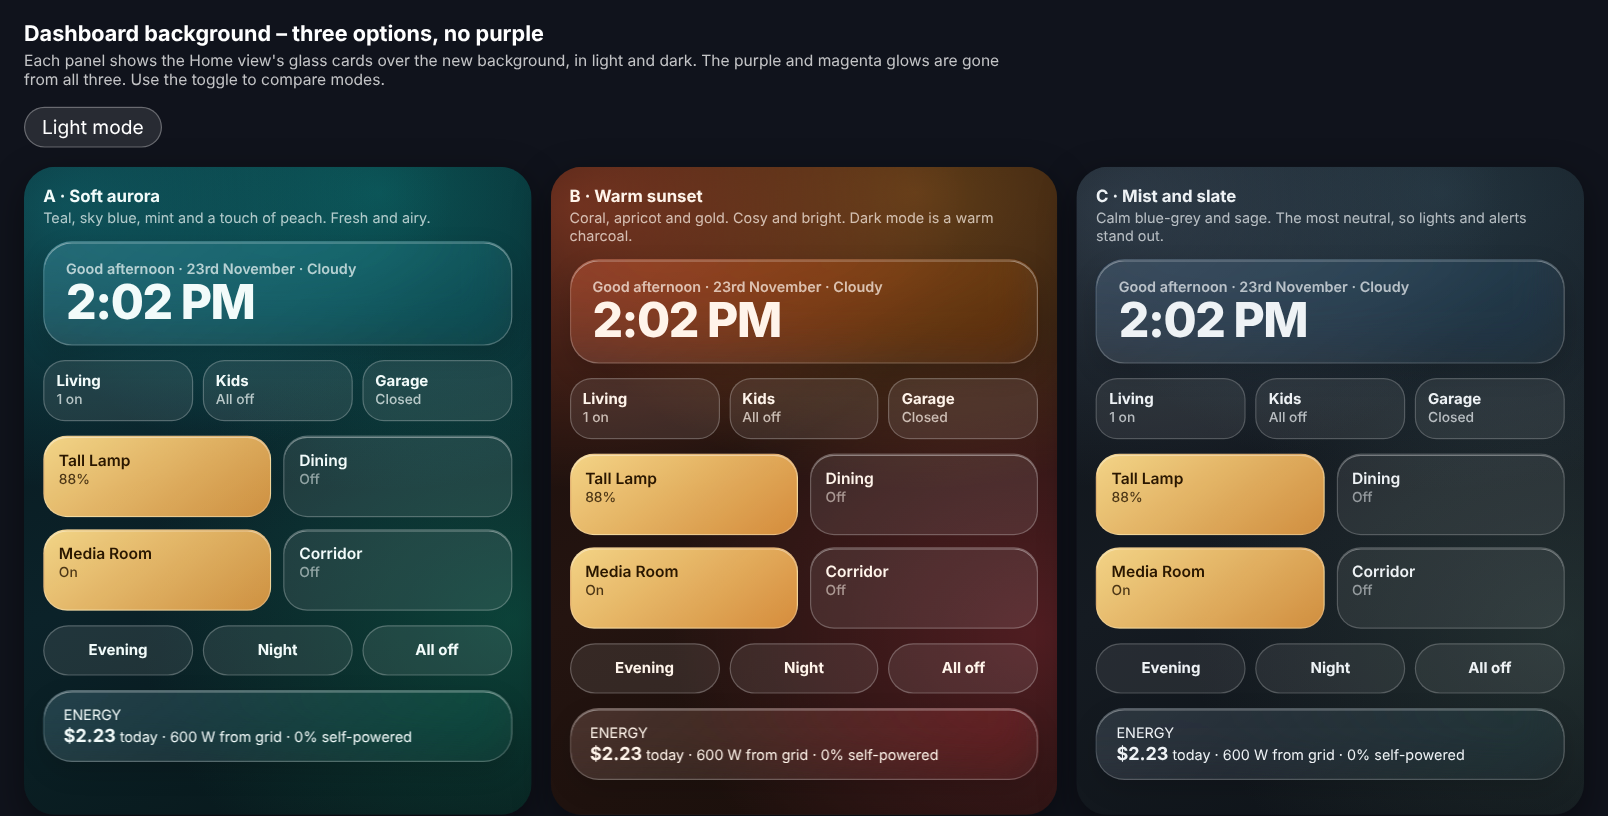 Dashboard background – three options, no purple
Each panel shows the Home view's glass cards over the new background, in light and dark. The purple and magenta glows are gone
from all three. Use the toggle to compare modes.
Light mode
A · Soft aurora
Teal, sky blue, mint and a touch of peach. Fresh and airy.
Good afternoon · 23rd November · Cloudy
2:02 PM
Living
1 on
Kids
All off
Garage
Closed
Tall Lamp
88%
Dining
Off
Media Room
On
Corridor
Off
Evening
Night
All off
ENERGY
$2.23 today · 600 W from grid · 0% self-powered
B · Warm sunset
Coral, apricot and gold. Cosy and bright. Dark mode is a warm
charcoal.
Good afternoon · 23rd November · Cloudy
2:02 PM
Living
1 on
Kids
All off
Garage
Closed
Tall Lamp
88%
Dining
Off
Media Room
On
Corridor
Off
Evening
Night
All off
ENERGY
$2.23 today · 600 W from grid · 0% self-powered
C · Mist and slate
Calm blue-grey and sage. The most neutral, so lights and alerts
stand out.
Good afternoon · 23rd November · Cloudy
2:02 PM
Living
1 on
Kids
All off
Garage
Closed
Tall Lamp
88%
Dining
Off
Media Room
On
Corridor
Off
Evening
Night
All off
ENERGY
$2.23 today · 600 W from grid · 0% self-powered